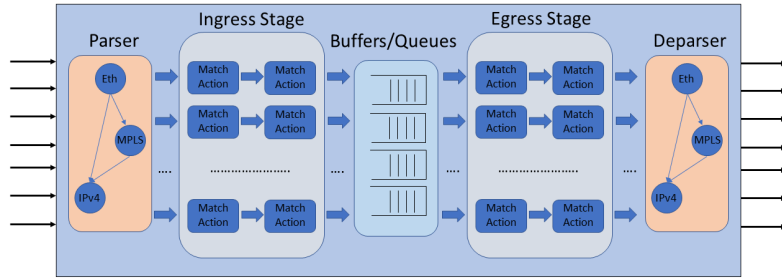 Ingress Stage
Egress Stage
Parser
Buffers/Queues
Deparser
Eth
MPLS
IPv4
Match
Action
Match
Action
Match
Action
Match
Action
....
........................
Match
Action
Match
Action
....
Match
Action
Match
Action
Match
Action
Match
Action
....
........................
Match
Action
Match
Action
....
Eth
MPLS
IPv4